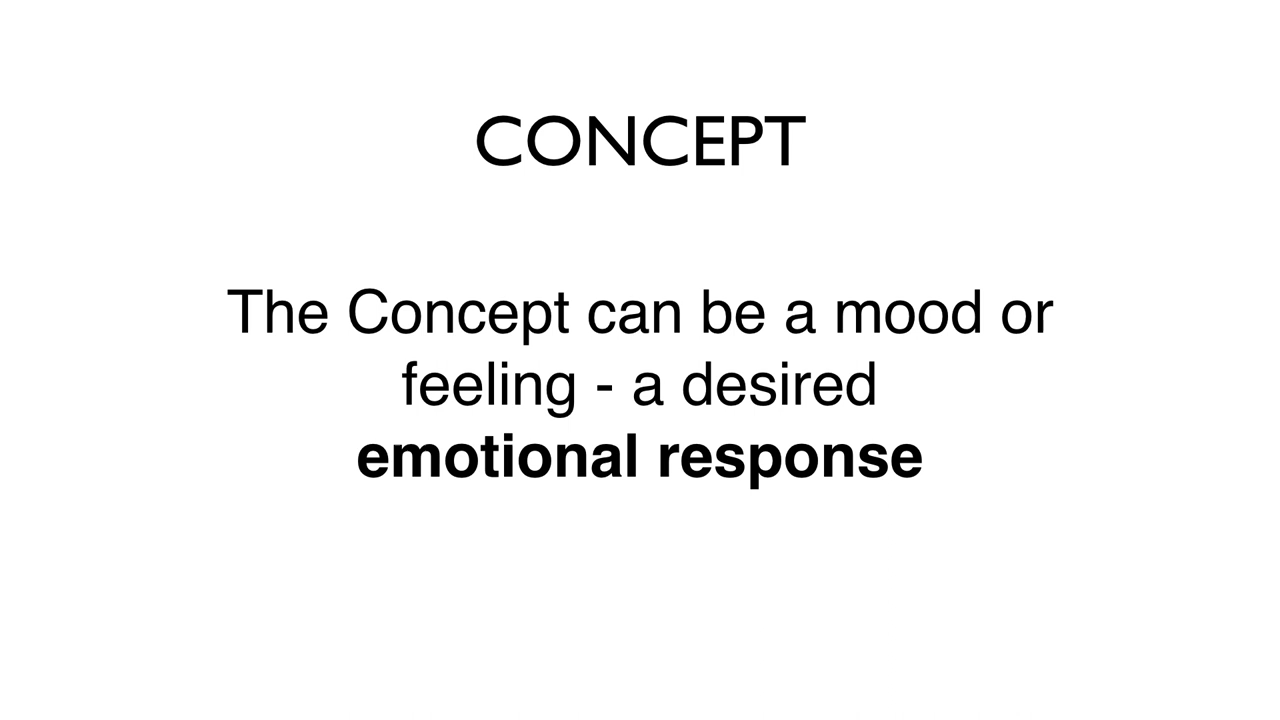 CONCEPT
The Concept can be a mood or
feeling - a desired
emotional response